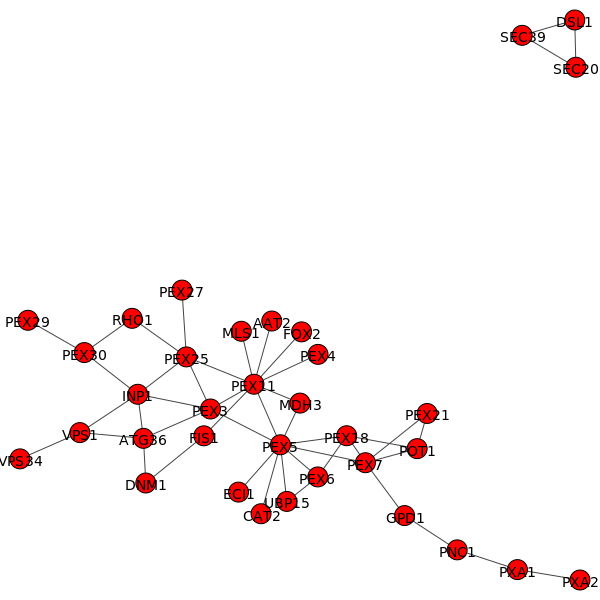 DSL1
SEC39
SEC20
PEX27
PEX29
RHO1
AAT2
MLS1
FOX2
PEX30
PEX25
PEX4
PEX11
INP1
MDH3
PEX3
PEX21
VPS1
ATG36
FIS1
PEX18
PEX5
POT1
VPS34
PEX7
PEX6
DNM1
ECI1
UBP15
CAT2
GPD1
PNC1
PXA1
PXA2